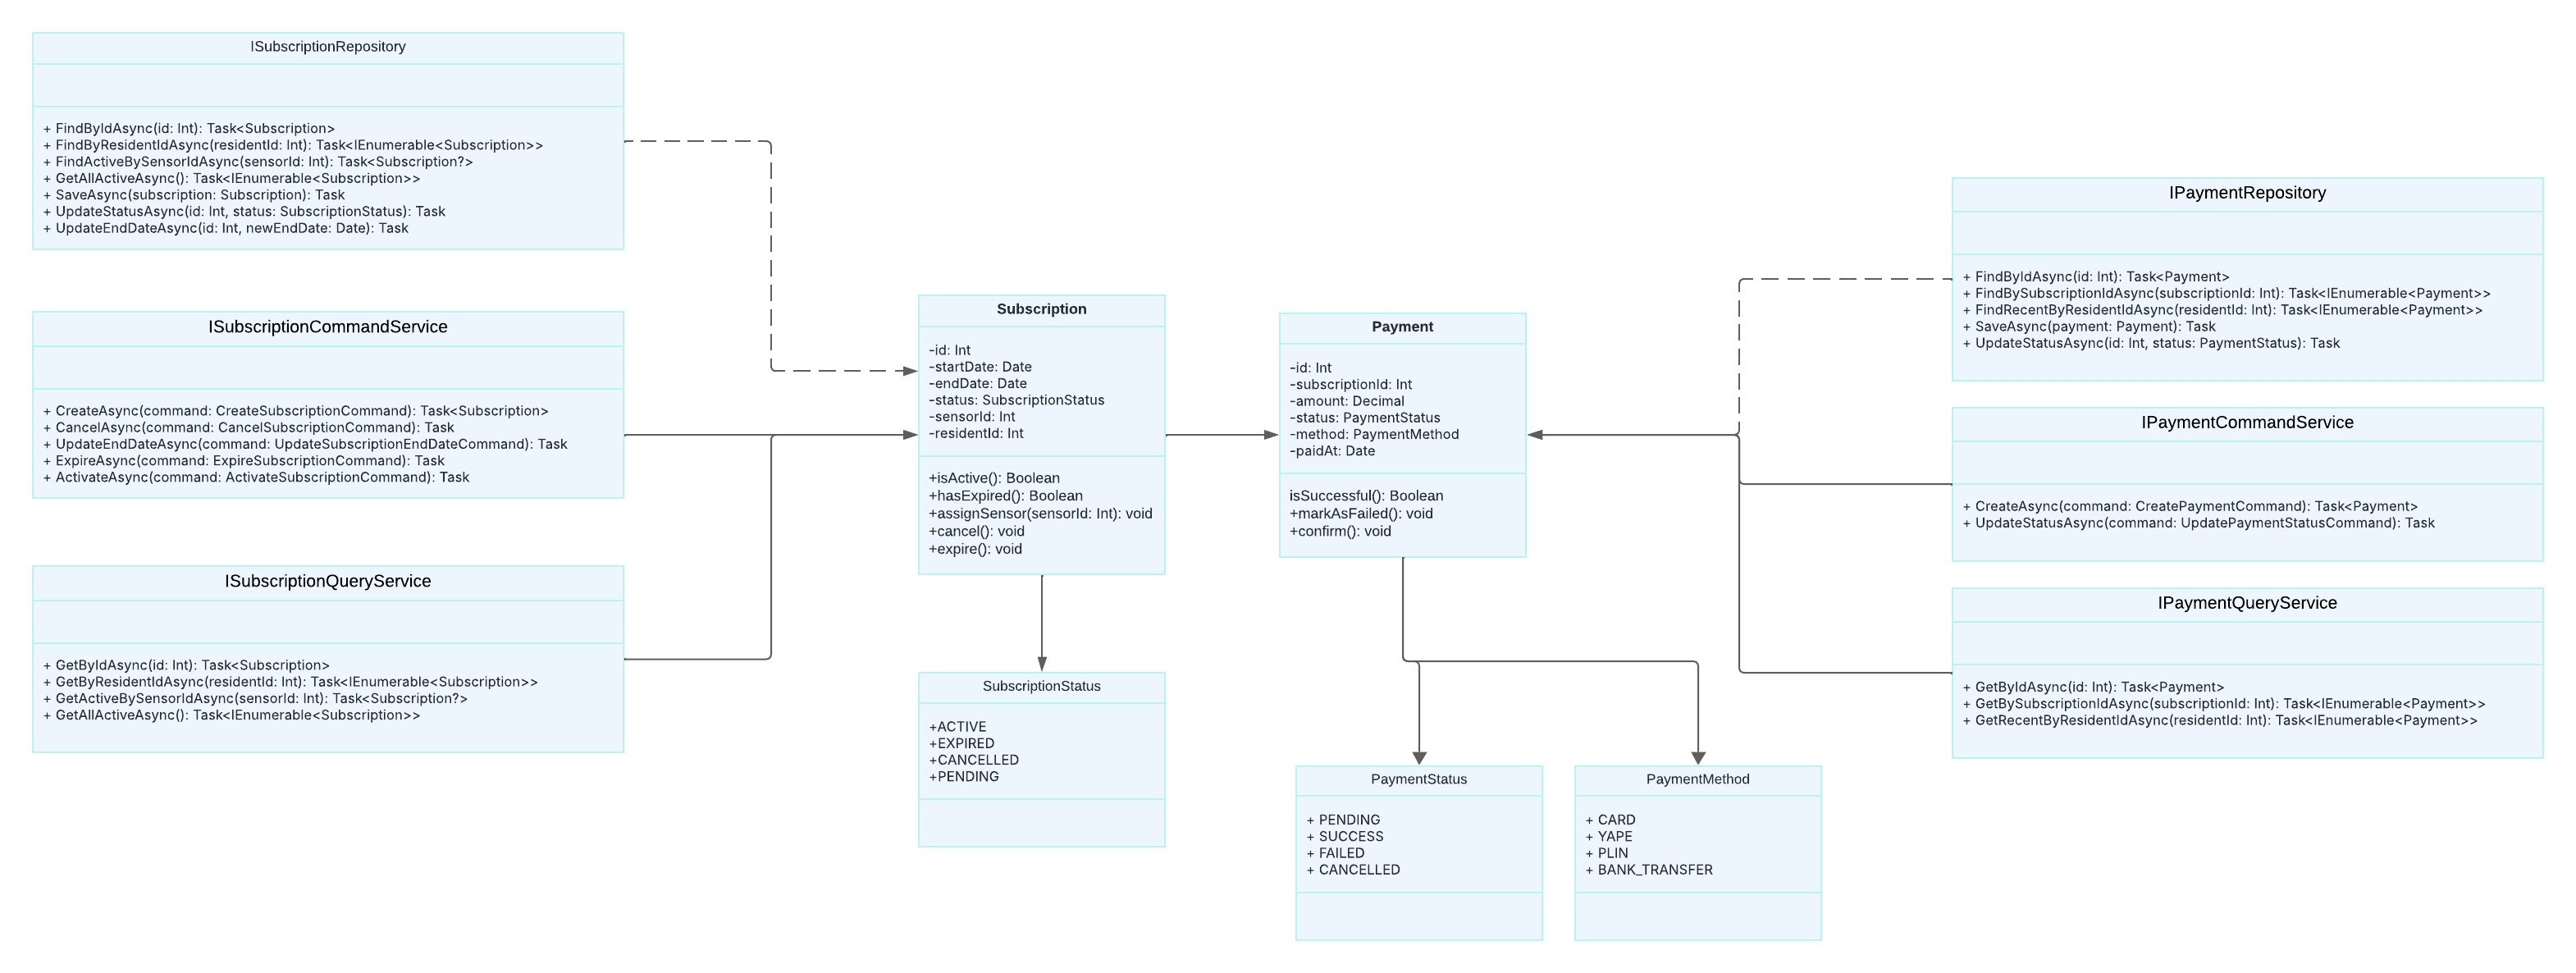 ISubscriptionRepository
+ FindByIdAsync(id: Int): Task<Subscription>
+ FindByResidentIdAsync(residentId: Int): Task<IEnumerable<Subscription>>
+ FindActiveBySensorIdAsync(sensorId: Int): Task<Subscription?>
+ GetAllActiveAsync(): Task<IEnumerable<Subscription>>
+ SaveAsync(subscription: Subscription): Task
+ UpdateStatusAsync(id: Int, status: SubscriptionStatus): Task
+ UpdateEndDateAsync(id: Int, newEndDate: Date): Task
ISubscriptionCommandService
+ CreateAsync(command: CreateSubscriptionCommand): Task<Subscription>
+ CancelAsync(command: CancelSubscriptionCommand): Task
+ UpdateEndDateAsync(command: UpdateSubscriptionEndDateCommand): Task
+ ExpireAsync(command: ExpireSubscriptionCommand): Task
+ ActivateAsync(command: ActivateSubscriptionCommand): Task
ISubscriptionQueryService
+ GetByIdAsync(id: Int): Task<Subscription>
+ GetByResidentIdAsync(residentId: Int): Task<IEnumerable<Subscription>>
+ GetActiveBySensorIdAsync(sensorId: Int): Task<Subscription?>
+ GetAllActiveAsync(): Task<IEnumerable<Subscription>>
Subscription
-id: Int
-startDate: Date
-endDate: Date
-status: SubscriptionStatus
-sensorId: Int
-residentId: Int
+isActive(): Boolean
+hasExpired(): Boolean
+assignSensor(sensorId: Int): void
+cancel(): void
+expire(): void
SubscriptionStatus
+ACTIVE
+EXPIRED
+CANCELLED
+PENDING
Payment
-id: Int
-subscriptionId: Int
-amount: Decimal
-status: PaymentStatus
-method: PaymentMethod
-paidAt: Date
isSuccessful(): Boolean
+markAsFailed(): void
+confirm(): void
PaymentStatus
+ PENDING
+ SUCCESS
+ FAILED
+ CANCELLED
PaymentMethod
+ CARD
+ YAPE
+ PLIN
+ BANK_TRANSFER
IPaymentRepository
+ FindByIdAsync(id: Int): Task<Payment>
+ FindBySubscriptionIdAsync(subscriptionId: Int): Task<IEnumerable<Payment>>
+ FindRecentByResidentIdAsync(residentId: Int): Task<IEnumerable<Payment>>
+ SaveAsync(payment: Payment): Task
+ UpdateStatusAsync(id: Int, status: PaymentStatus): Task
IPaymentCommandService
+ CreateAsync(command: CreatePaymentCommand): Task<Payment>
+ UpdateStatusAsync(command: UpdatePaymentStatusCommand): Task
IPaymentQueryService
+ GetByIdAsync(id: Int): Task<Payment>
+ GetBySubscriptionIdAsync(subscriptionId: Int): Task<IEnumerable<Payment>>
+ GetRecentByResidentIdAsync(residentId: Int): Task<IEnumerable<Payment>>